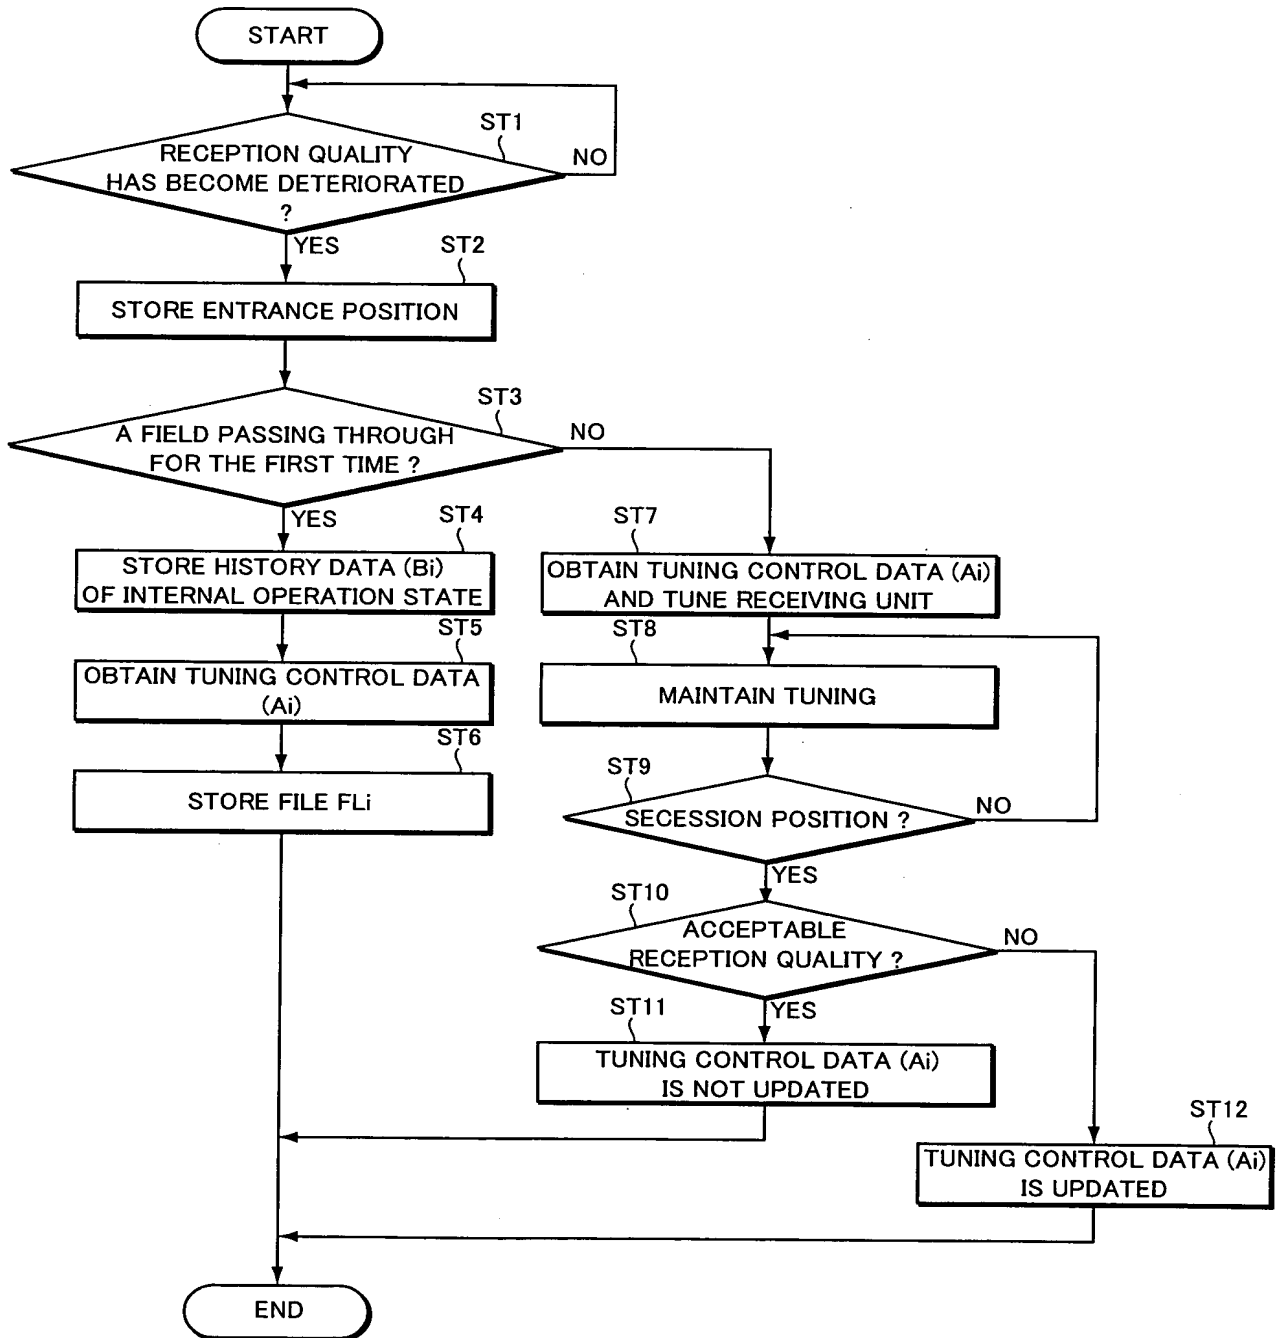 START
ST1
RECEPTION QUALITY
HAS BECOME DETERIORATED
?
NO
YES
ST2
STORE ENTRANCE POSITION
ST3
A FIELD PASSING THROUGH
FOR THE FIRST TIME ?
NO
YES
ST4
STORE HISTORY DATA (Bi)
OF INTERNAL OPERATION STATE
ST5
OBTAIN TUNING CONTROL DATA
(Ai)
ST6
STORE FILE FLi
ST7
OBTAIN TUNING CONTROL DATA (Ai)
AND TUNE RECEIVING UNIT
ST8
MAINTAIN TUNING
ST9
SECESSION POSITION ?
NO
YES
ST10
ACCEPTABLE
RECEPTION QUALITY ?
NO
YES
ST11
TUNING CONTROL DATA (Ai)
IS NOT UPDATED
ST12
TUNING CONTROL DATA (Ai)
IS UPDATED
END